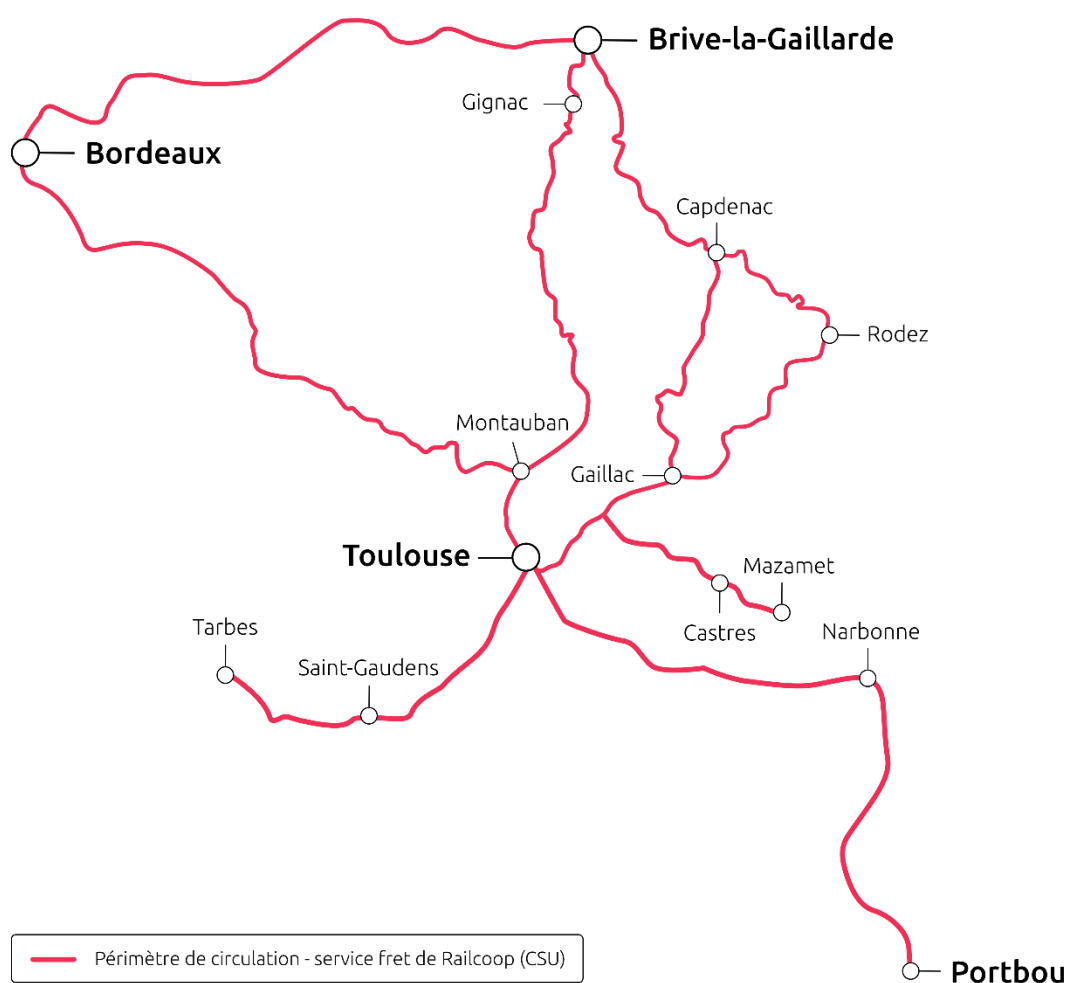 Brive-la-Gaillarde
Gignac
Bordeaux
Capdenac
Rodez
Montauban
Gaillac
Toulouse
Mazamet
Castres
Narbonne
Tarbes
Saint-Gaudens
Périmètre de circulation - service fret de Railcoop (CSU)
Portbou